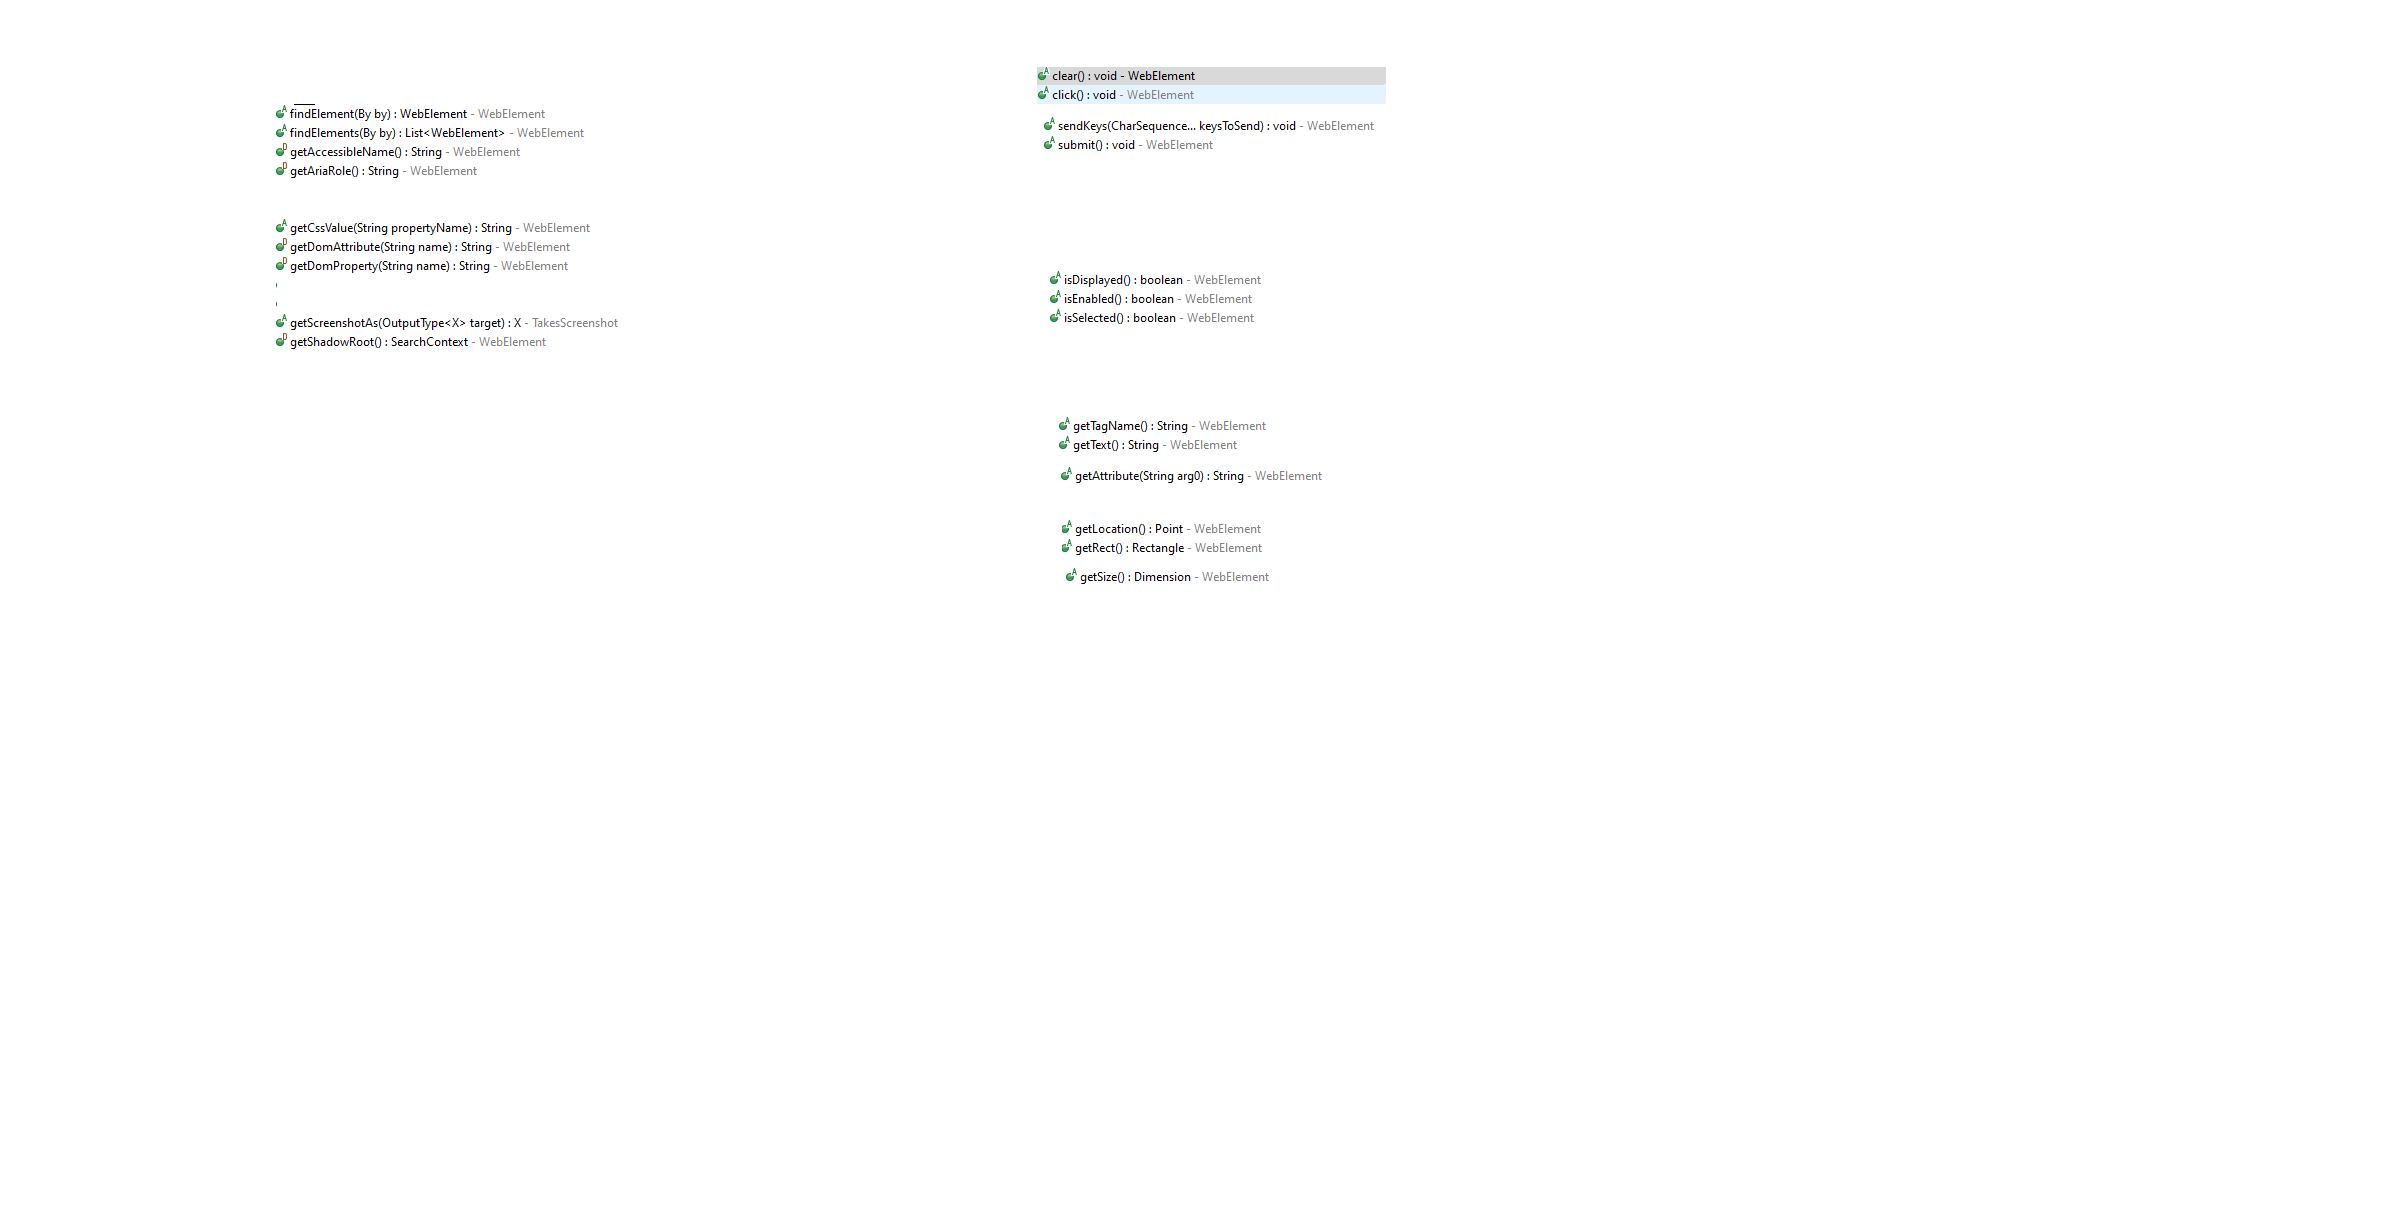 findElement(By by) : WebElement - WebElement
findElements(By by) : List<WebElement> - WebElement
getAccessibleName() : String - WebElement
getAriaRole() : String - WebElement
getCssValue(String propertyName) : String - WebElement
getDomAttribute(String name) : String - WebElement
getDomProperty(String name) : String - WebElement
getScreenshotAs(OutputType<X> target) : X - TakesScreenshot
getShadowRoot() : SearchContext - WebElement
clear() : void - WebElement
click() : void - WebElement
sendKeys(CharSequence... keysToSend) : void - WebElement
submit() : void - WebElement
isDisplayed() : boolean - WebElement
isEnabled() : boolean - WebElement
isSelected() : boolean - WebElement
getTagName() : String - WebElement
getText() : String - WebElement
getAttribute(String arg0) : String - WebElement
getLocation() : Point - WebElement
getRect() : Rectangle - WebElement
getSize() : Dimension - WebElement